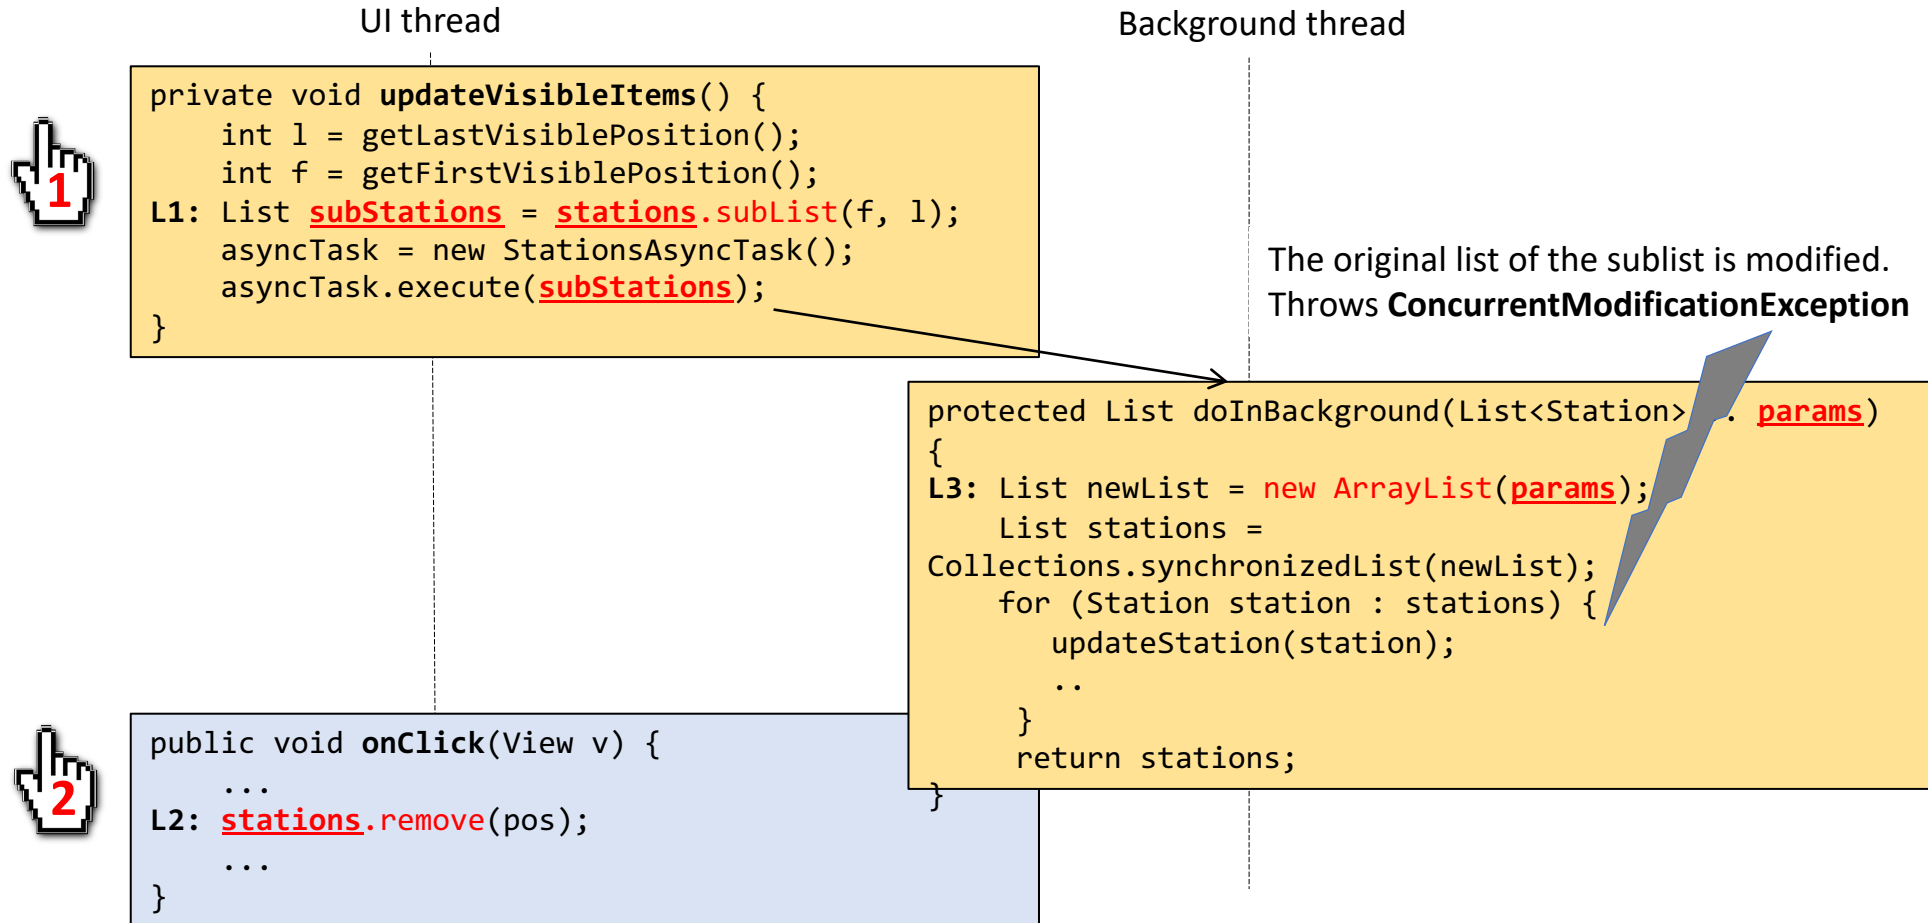 UI thread
Background thread
private void updateVisibleItems() {
int l = getLastVisiblePosition();
int f = getFirstVisiblePosition();
L1: List subStations = stations.subList(f, l);
asyncTask = new StationsAsyncTask();
asyncTask.execute(subStations);
}
1
The original list of the sublist is modified.
Throws ConcurrentModificationException
protected List doInBackground(List<Station> . params)
{
L3: List newList = new ArrayList(params);
List stations =
Collections.synchronizedList(newList);
for (Station station : stations) {
updateStation(station);
..
}
return stations;
}
2
public void onClick(View v) {
...
L2: stations.remove(pos);
...
}